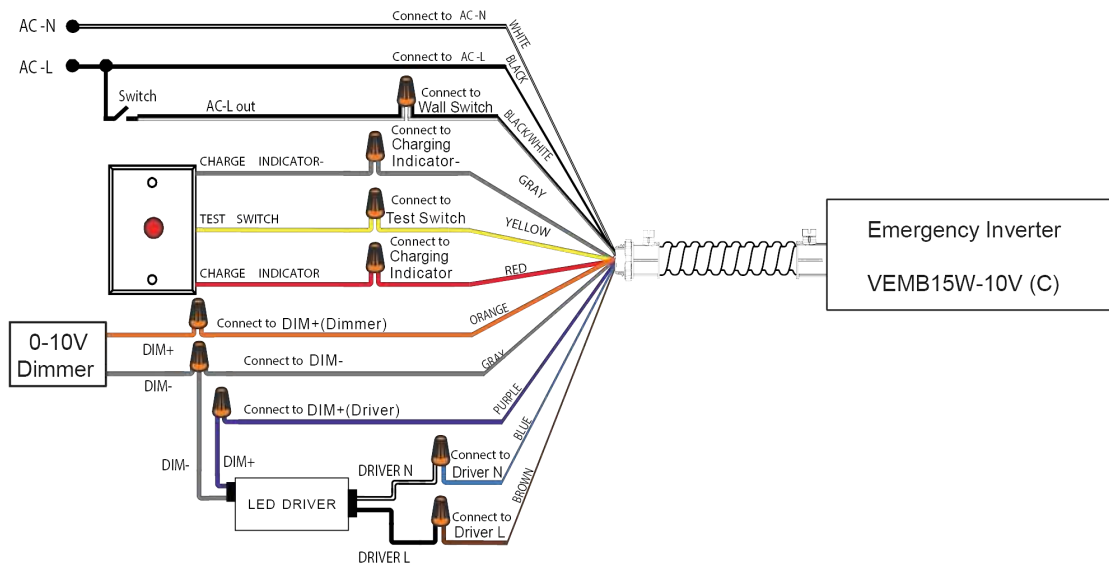 AC-N
Connect to AC-N
WHITE
AC-L
Connect to AC-L
BLACK
Switch
AC-L out
Connect to
Wall Switch
BLACK/WHITE
CHARGE INDICATOR-
Connect to
Charging
Indicator-
GRAY
TEST SWITCH
Connect to
Test Switch
YELLOW
CHARGE INDICATOR
Connect to
Charging
Indicator
RED
Emergency Inverter
VEMB15W-10V (C)
0-10V
Dimmer
DIM+
Connect to DIM+(Dimmer)
ORANGE
DIM-
Connect to DIM-
GRAY
Connect to DIM+(Driver)
PURPLE
DIM-
DIM+
LED DRIVER
DRIVER N
Connect to
Driver N
BLUE
DRIVER L
Connect to
Driver L
BROWN